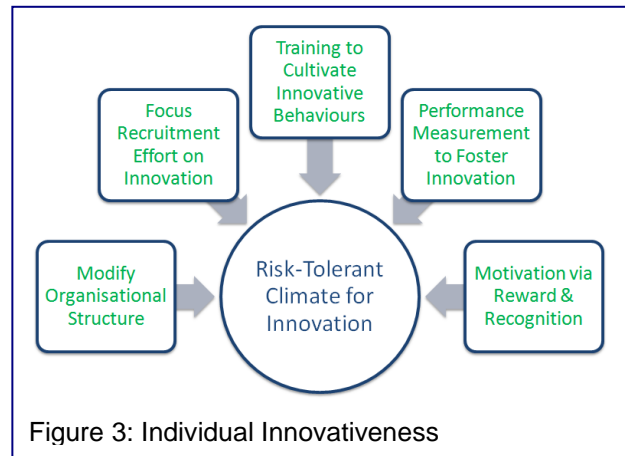 Training to
Cultivate
Innovative
Behaviours
Focus
Recruitment
Effort on
Innovation
Performance
Measurement
to Foster
Innovation
Modify
Organisational
Structure
Risk-Tolerant
Climate for
Innovation
Motivation via
Reward &
Recognition
Figure 3: Individual Innovativeness